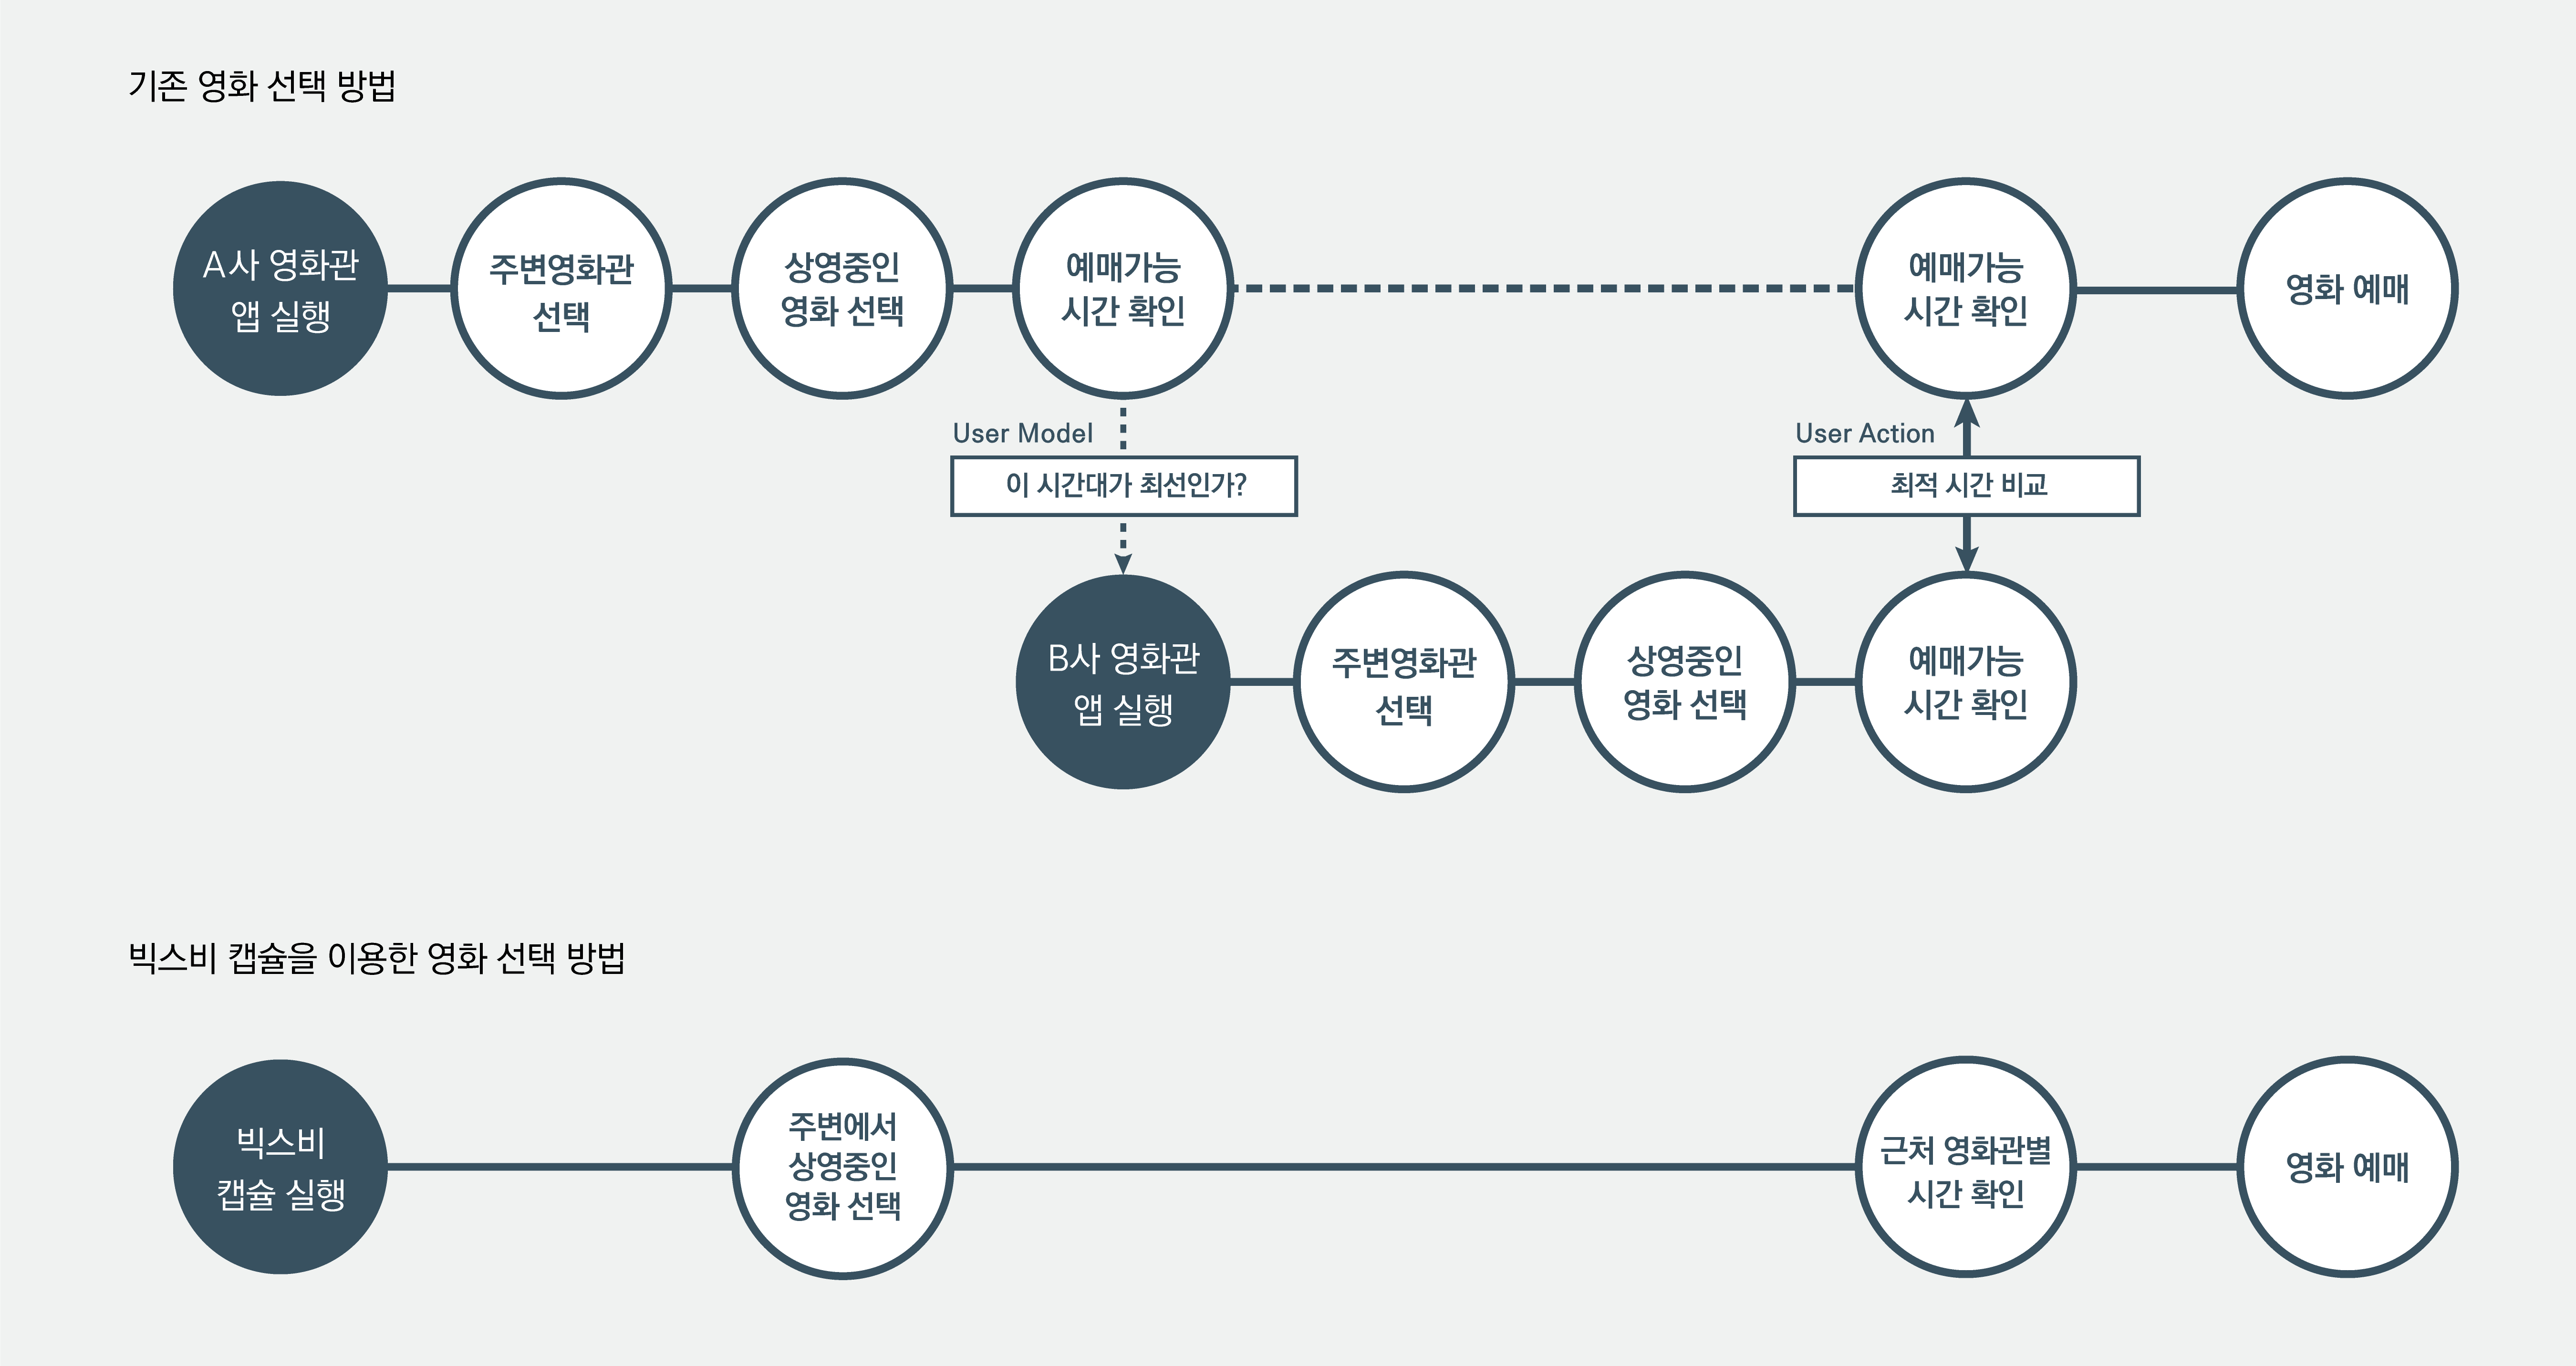 기존 영화 선택 방법
A사 영화관
앱 실행
주변영화관
선택
상영중인
영화 선택
예매가능
시간 확인
예매가능
시간 확인
영화 예매
User Model
이 시간대가 최선인가?
User Action
최적 시간 비교
B사 영화관
앱 실행
주변영화관
선택
상영중인
영화 선택
예매가능
시간 확인
빅스비 캡슐을 이용한 영화 선택 방법
빅스비
캡슐 실행
주변에서
상영중인
영화 선택
근처 영화관별
시간 확인
영화 예매